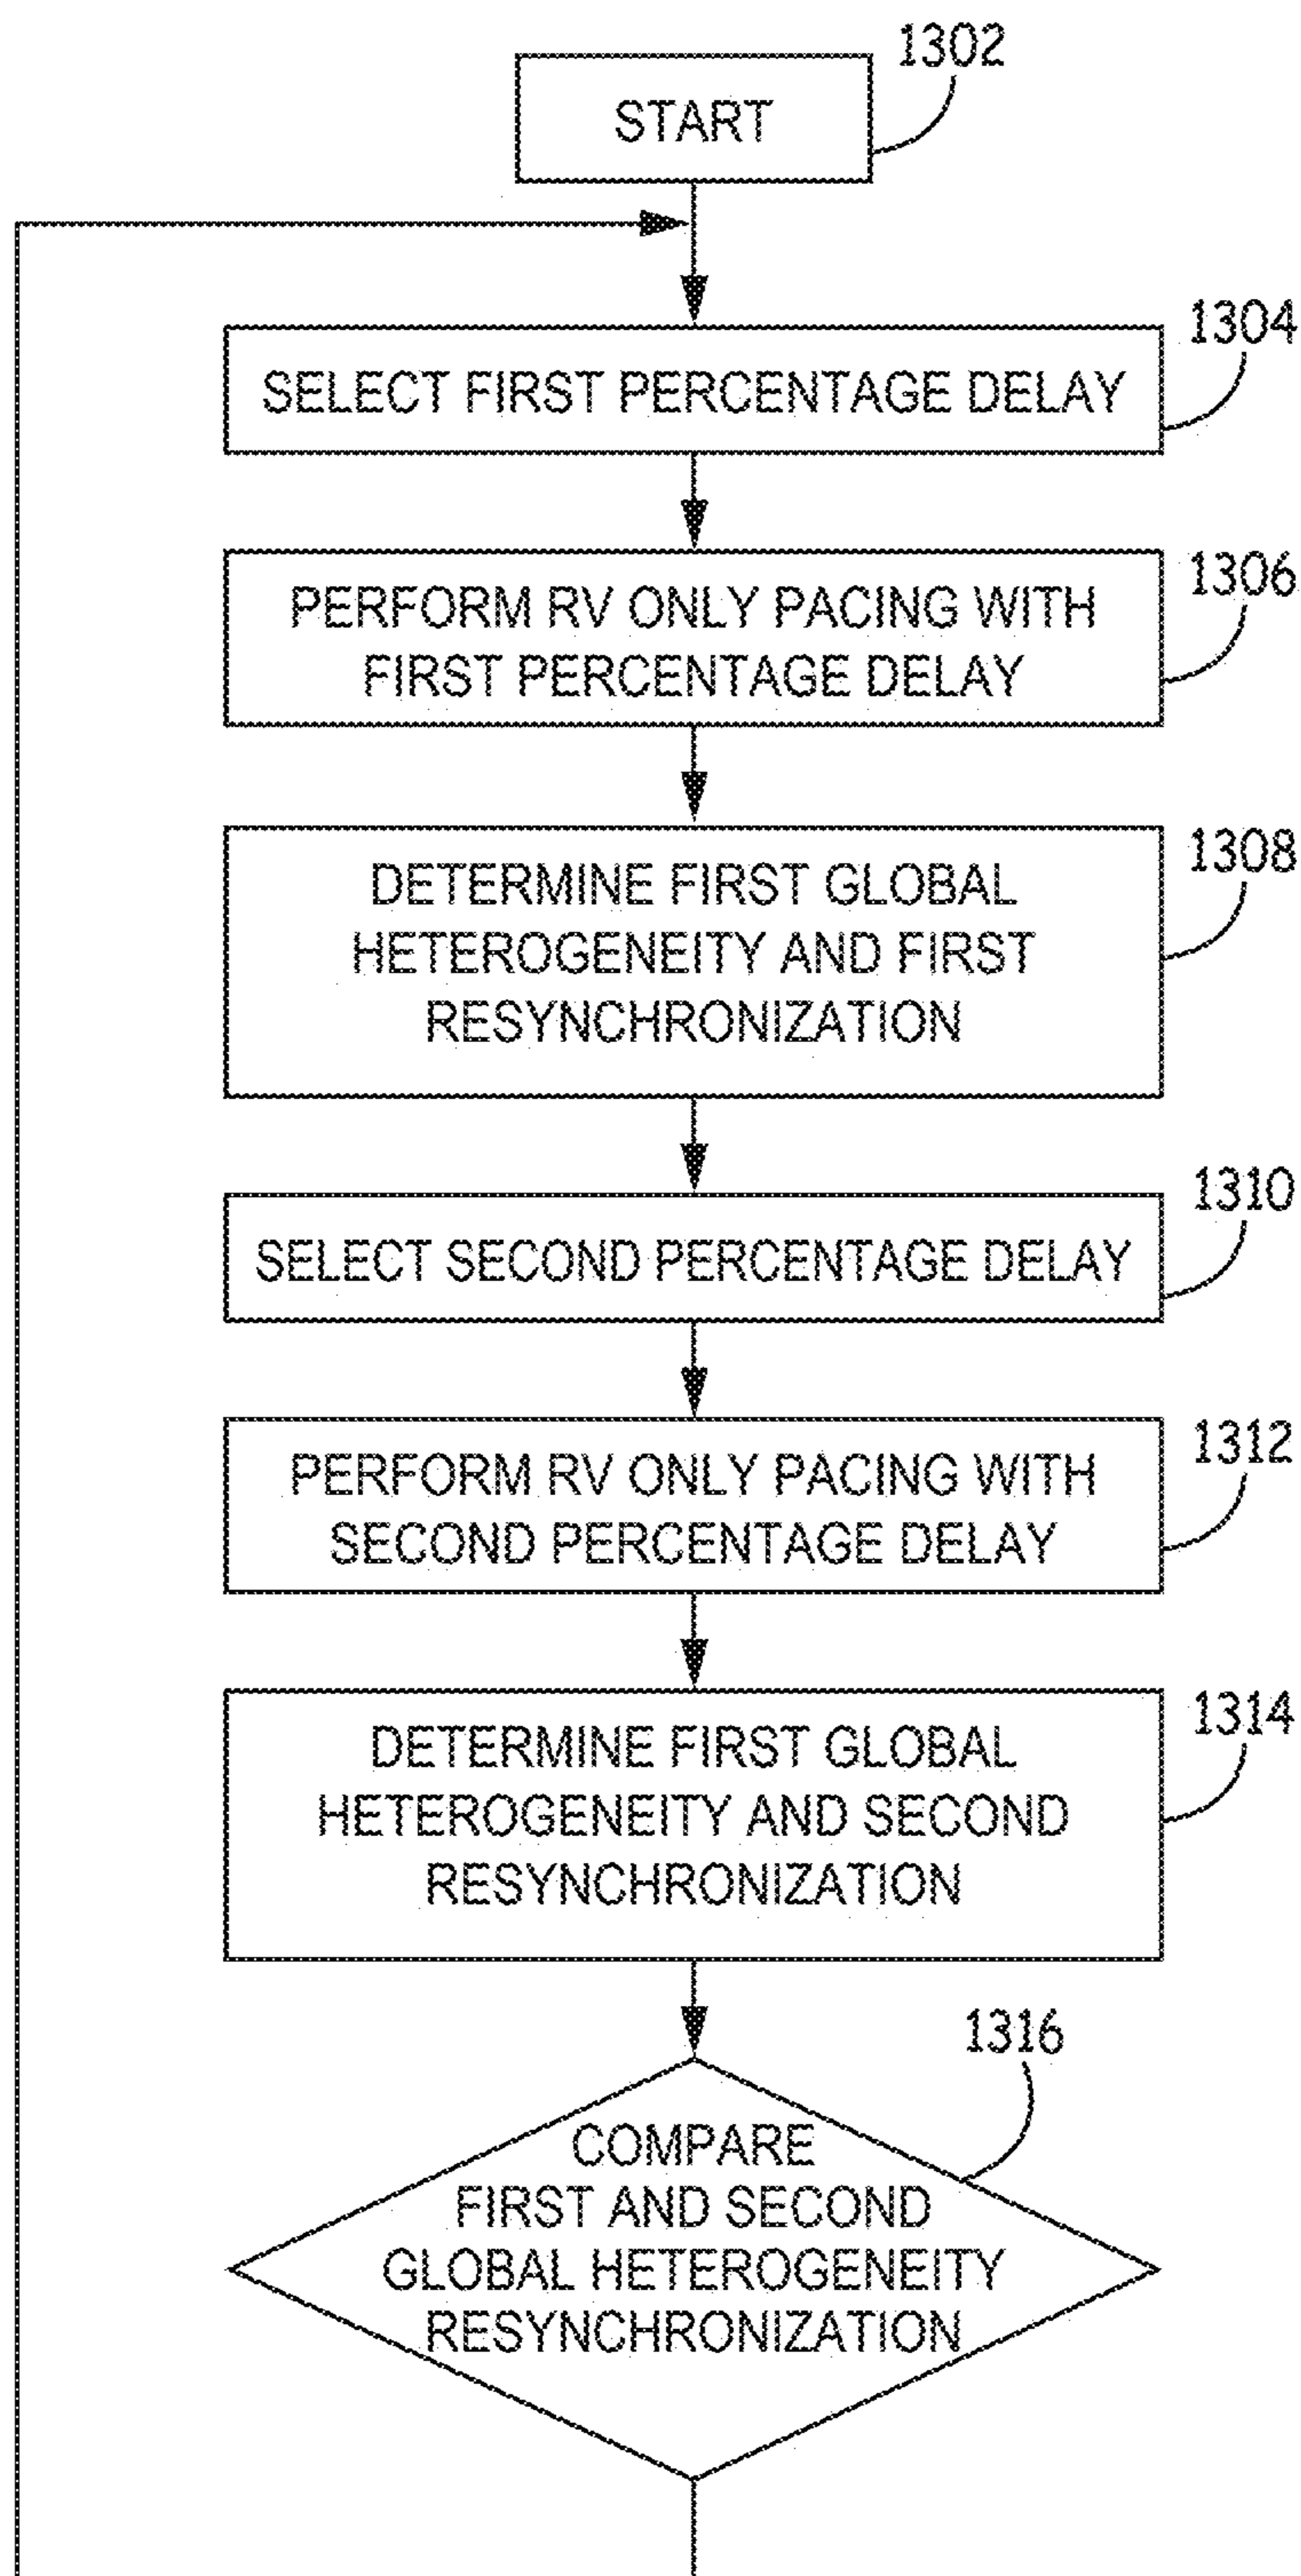 1302
START
1304
SELECT FIRST PERCENTAGE DELAY
1306
PERFORM RV ONLY PACING WITH
FIRST PERCENTAGE DELAY
1308
DETERMINE FIRST GLOBAL
HETEROGENEITY AND FIRST
RESYNCHRONIZATION
1310
SELECT SECOND PERCENTAGE DELAY
1312
PERFORM RV ONLY PACING WITH
SECOND PERCENTAGE DELAY
1314
DETERMINE FIRST GLOBAL
HETEROGENEITY AND SECOND
RESYNCHRONIZATION
1316
COMPARE
FIRST AND SECOND
GLOBAL HETEROGENEITY
RESYNCHRONIZATION